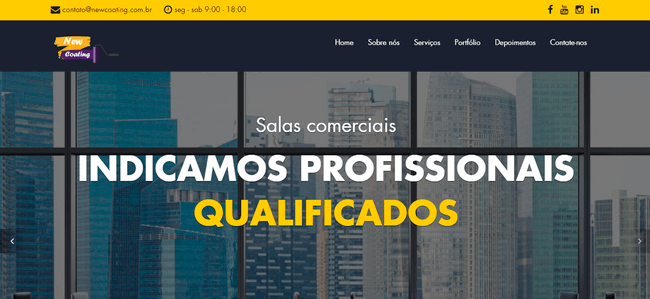 contato@newcoating.com.br seg - sab 9:00 - 18:00
New
Coating
Home Sobre nós Serviços Portfólio Depoimentos Contate-nos
Salas comerciais
INDICAMOS PROFISSIONAIS
QUALIFICADOS